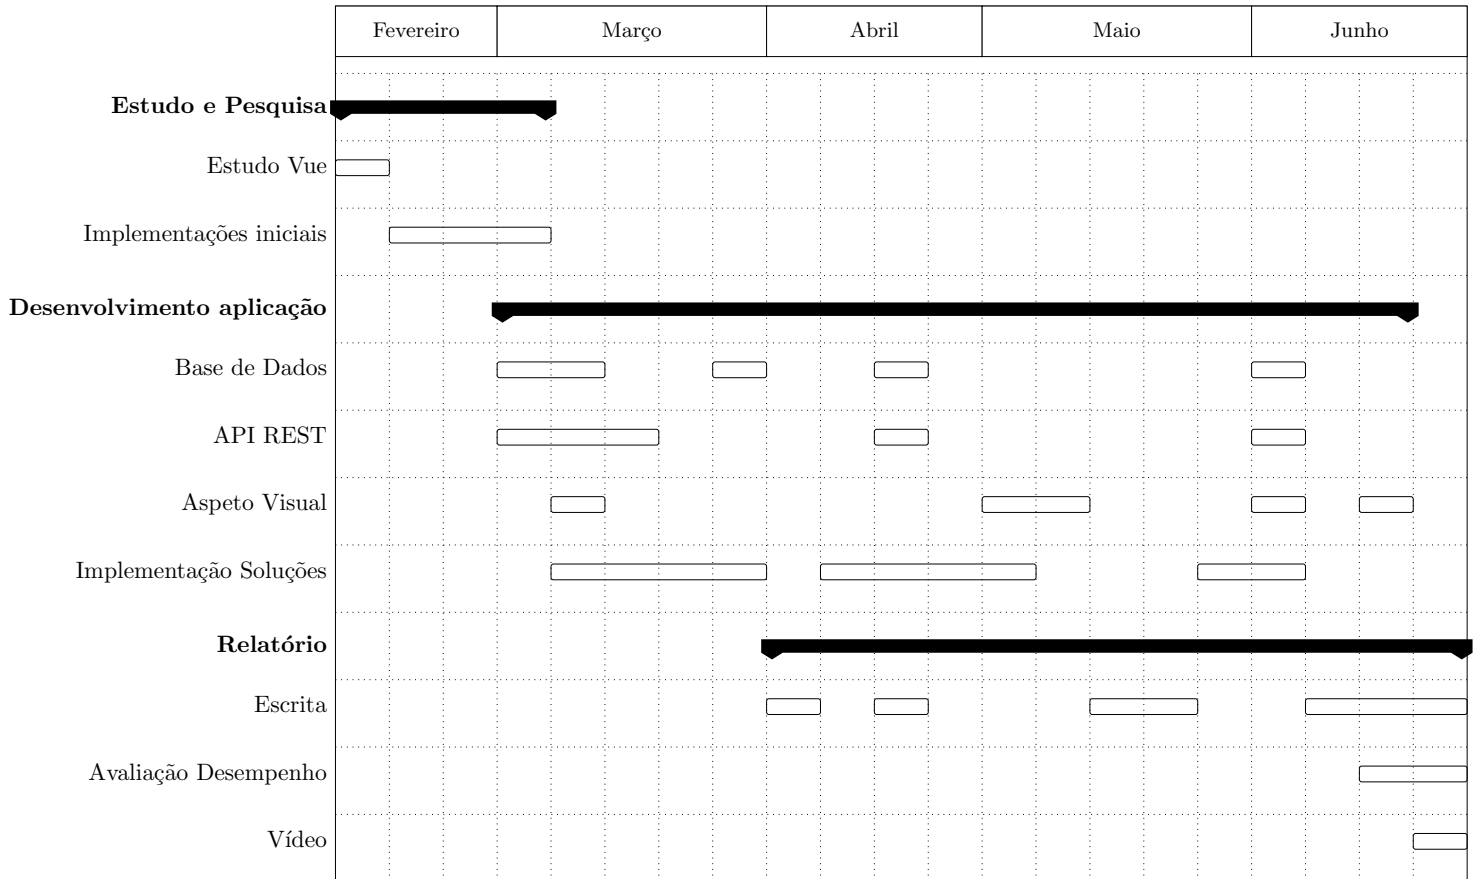 Fevereiro Março Abril Maio Junho
Estudo e Pesquisa
Estudo Vue
Implementações iniciais
Desenvolvimento aplicação
Base de Dados
API REST
Aspeto Visual
Implementação Soluções
Relatório
Escrita
Avaliação Desempenho
Vídeo